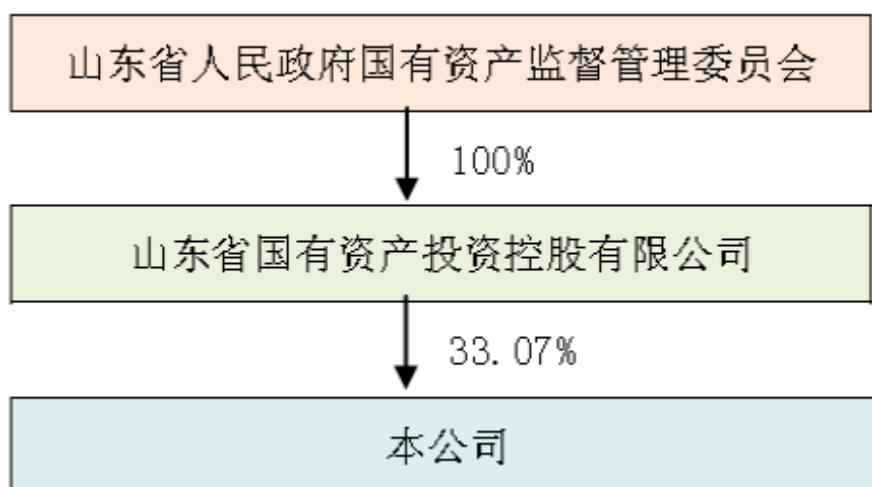 山东省人民政府国有资产监督管理委员会
100%
山东省国有资产投资控股有限公司
33.07%
本公司